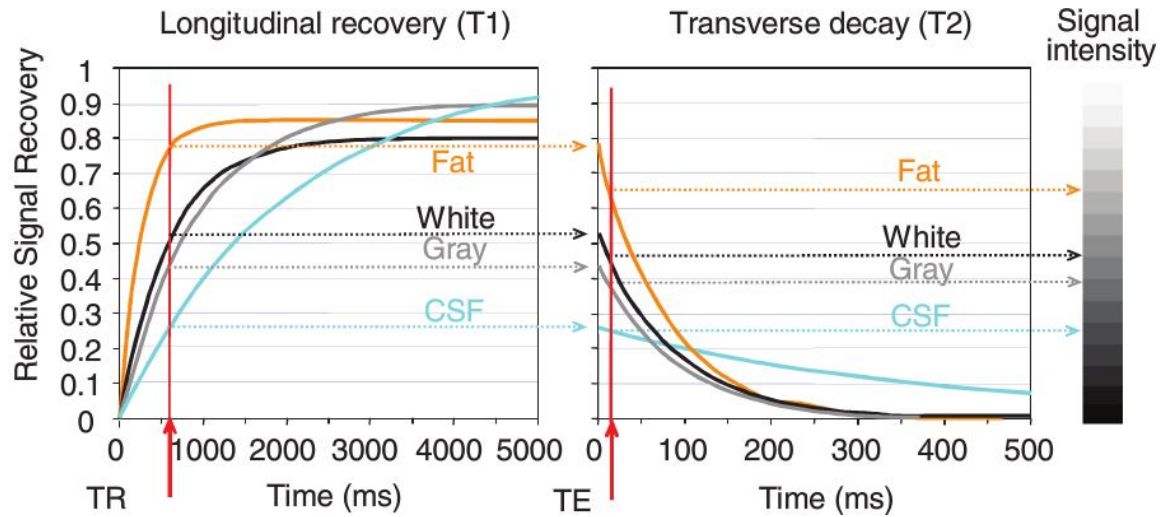 Longitudinal recovery (T1)
Transverse decay (T2)
Signal
intensity
Relative Signal Recovery
1
0.9
0.8
0.7
0.6
0.5
0.4
0.3
0.2
0.1
0
Fat
White
Gray
CSF
Fat
White
Gray
CSF
0 1000 2000 3000 4000 5000
0 100 200 300 400 500
TR Time (ms)
TE Time (ms)